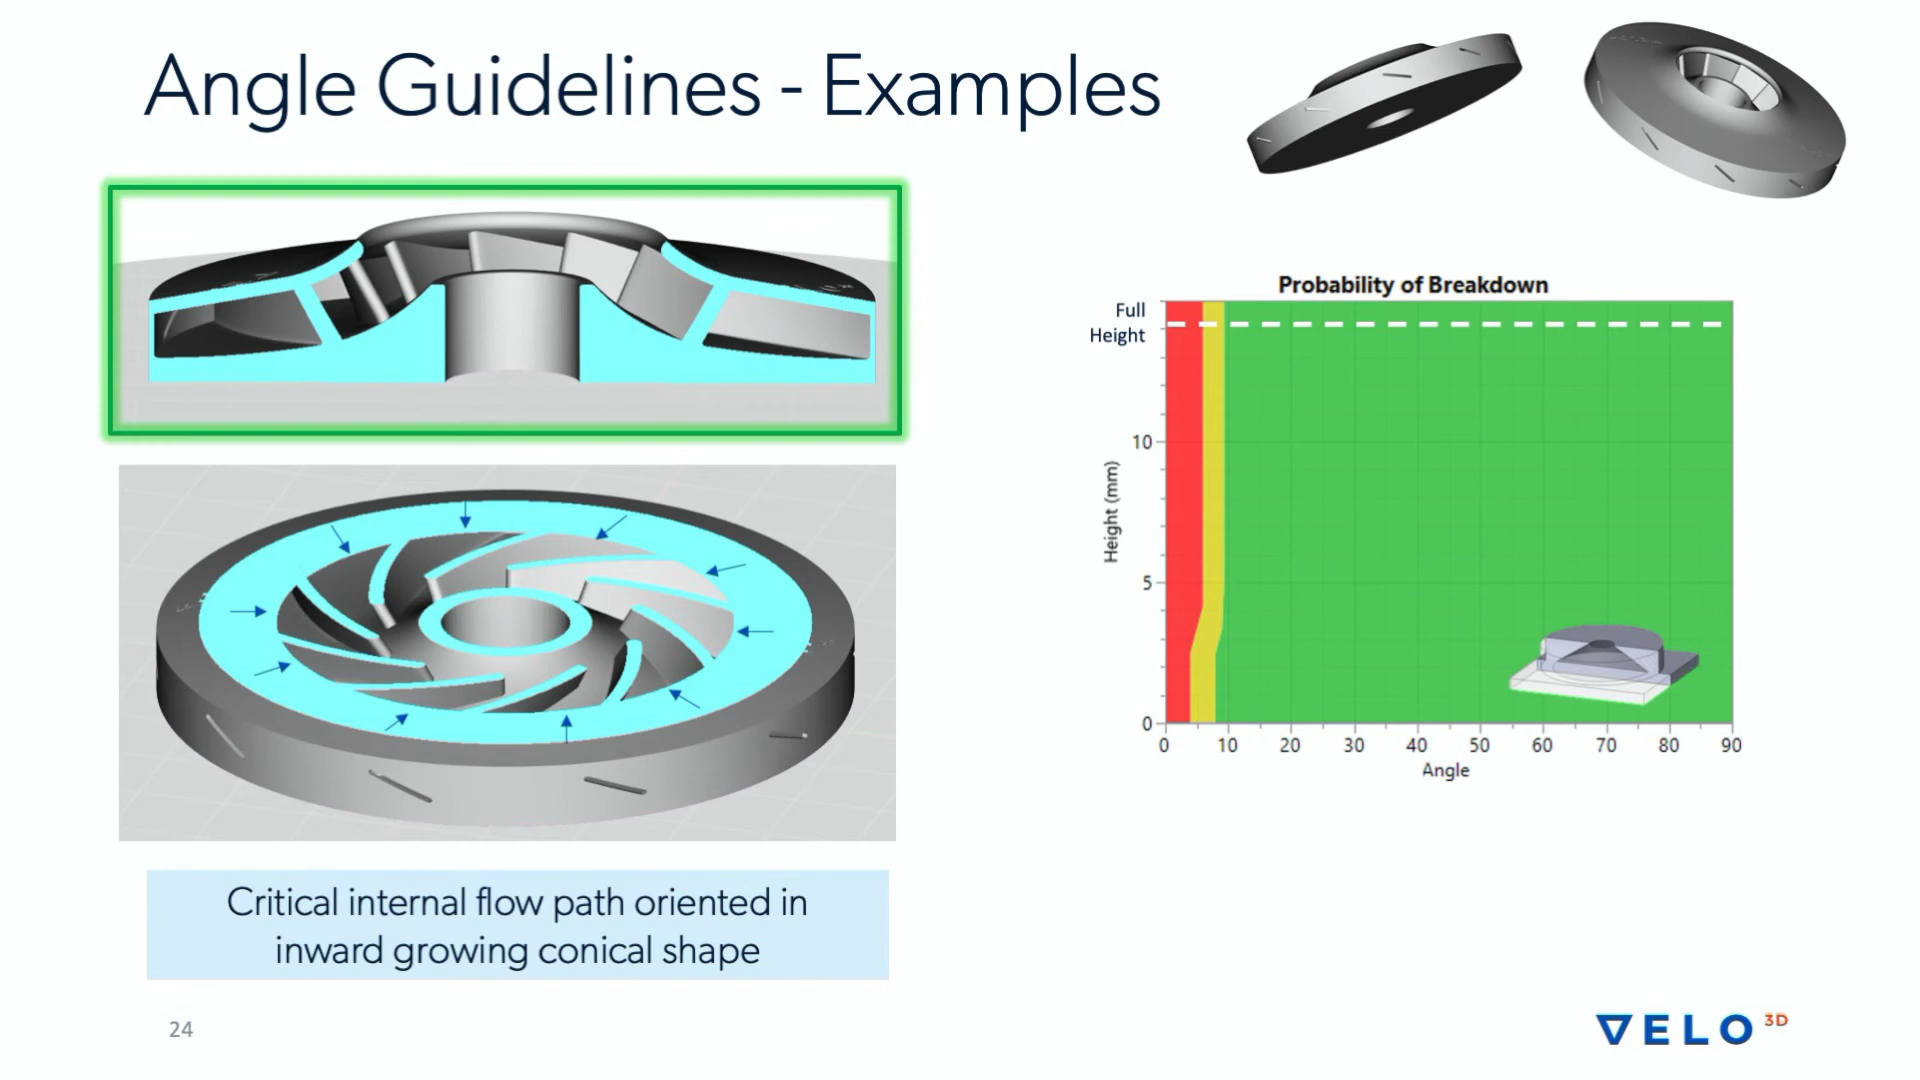 Angle Guidelines - Examples
Probability of Breakdown
Full
Height
10
5
0
Height (mm)
0 10 20 30 40 50 60 70 80 90
Angle
Critical internal flow path oriented in
inward growing conical shape
24
VELO 3D